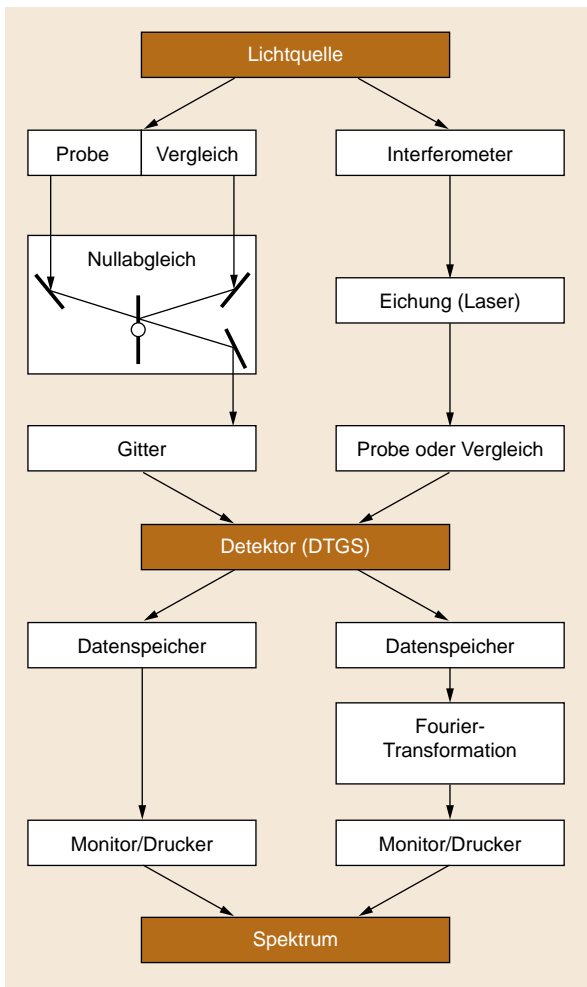 Lichtquelle
Probe
Vergleich
Interferometer
Nullabgleich
Eichung (Laser)
Gitter
Probe oder Vergleich
Detektor (DTGS)
Datenspeicher
Datenspeicher
Fourier-
Transformation
Monitor/Drucker
Monitor/Drucker
Spektrum